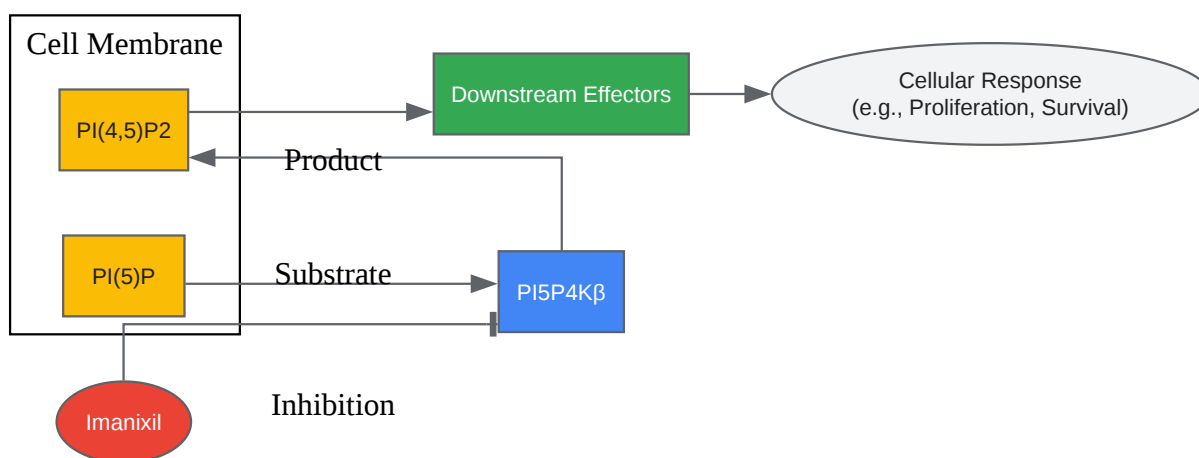 Cell Membrane
PI(4,5)P2
Downstream Effectors
Cellular Response
(e.g., Proliferation, Survival)
Product
PI(5)P
Substrate
PI5P4Kβ
Imanixil
Inhibition